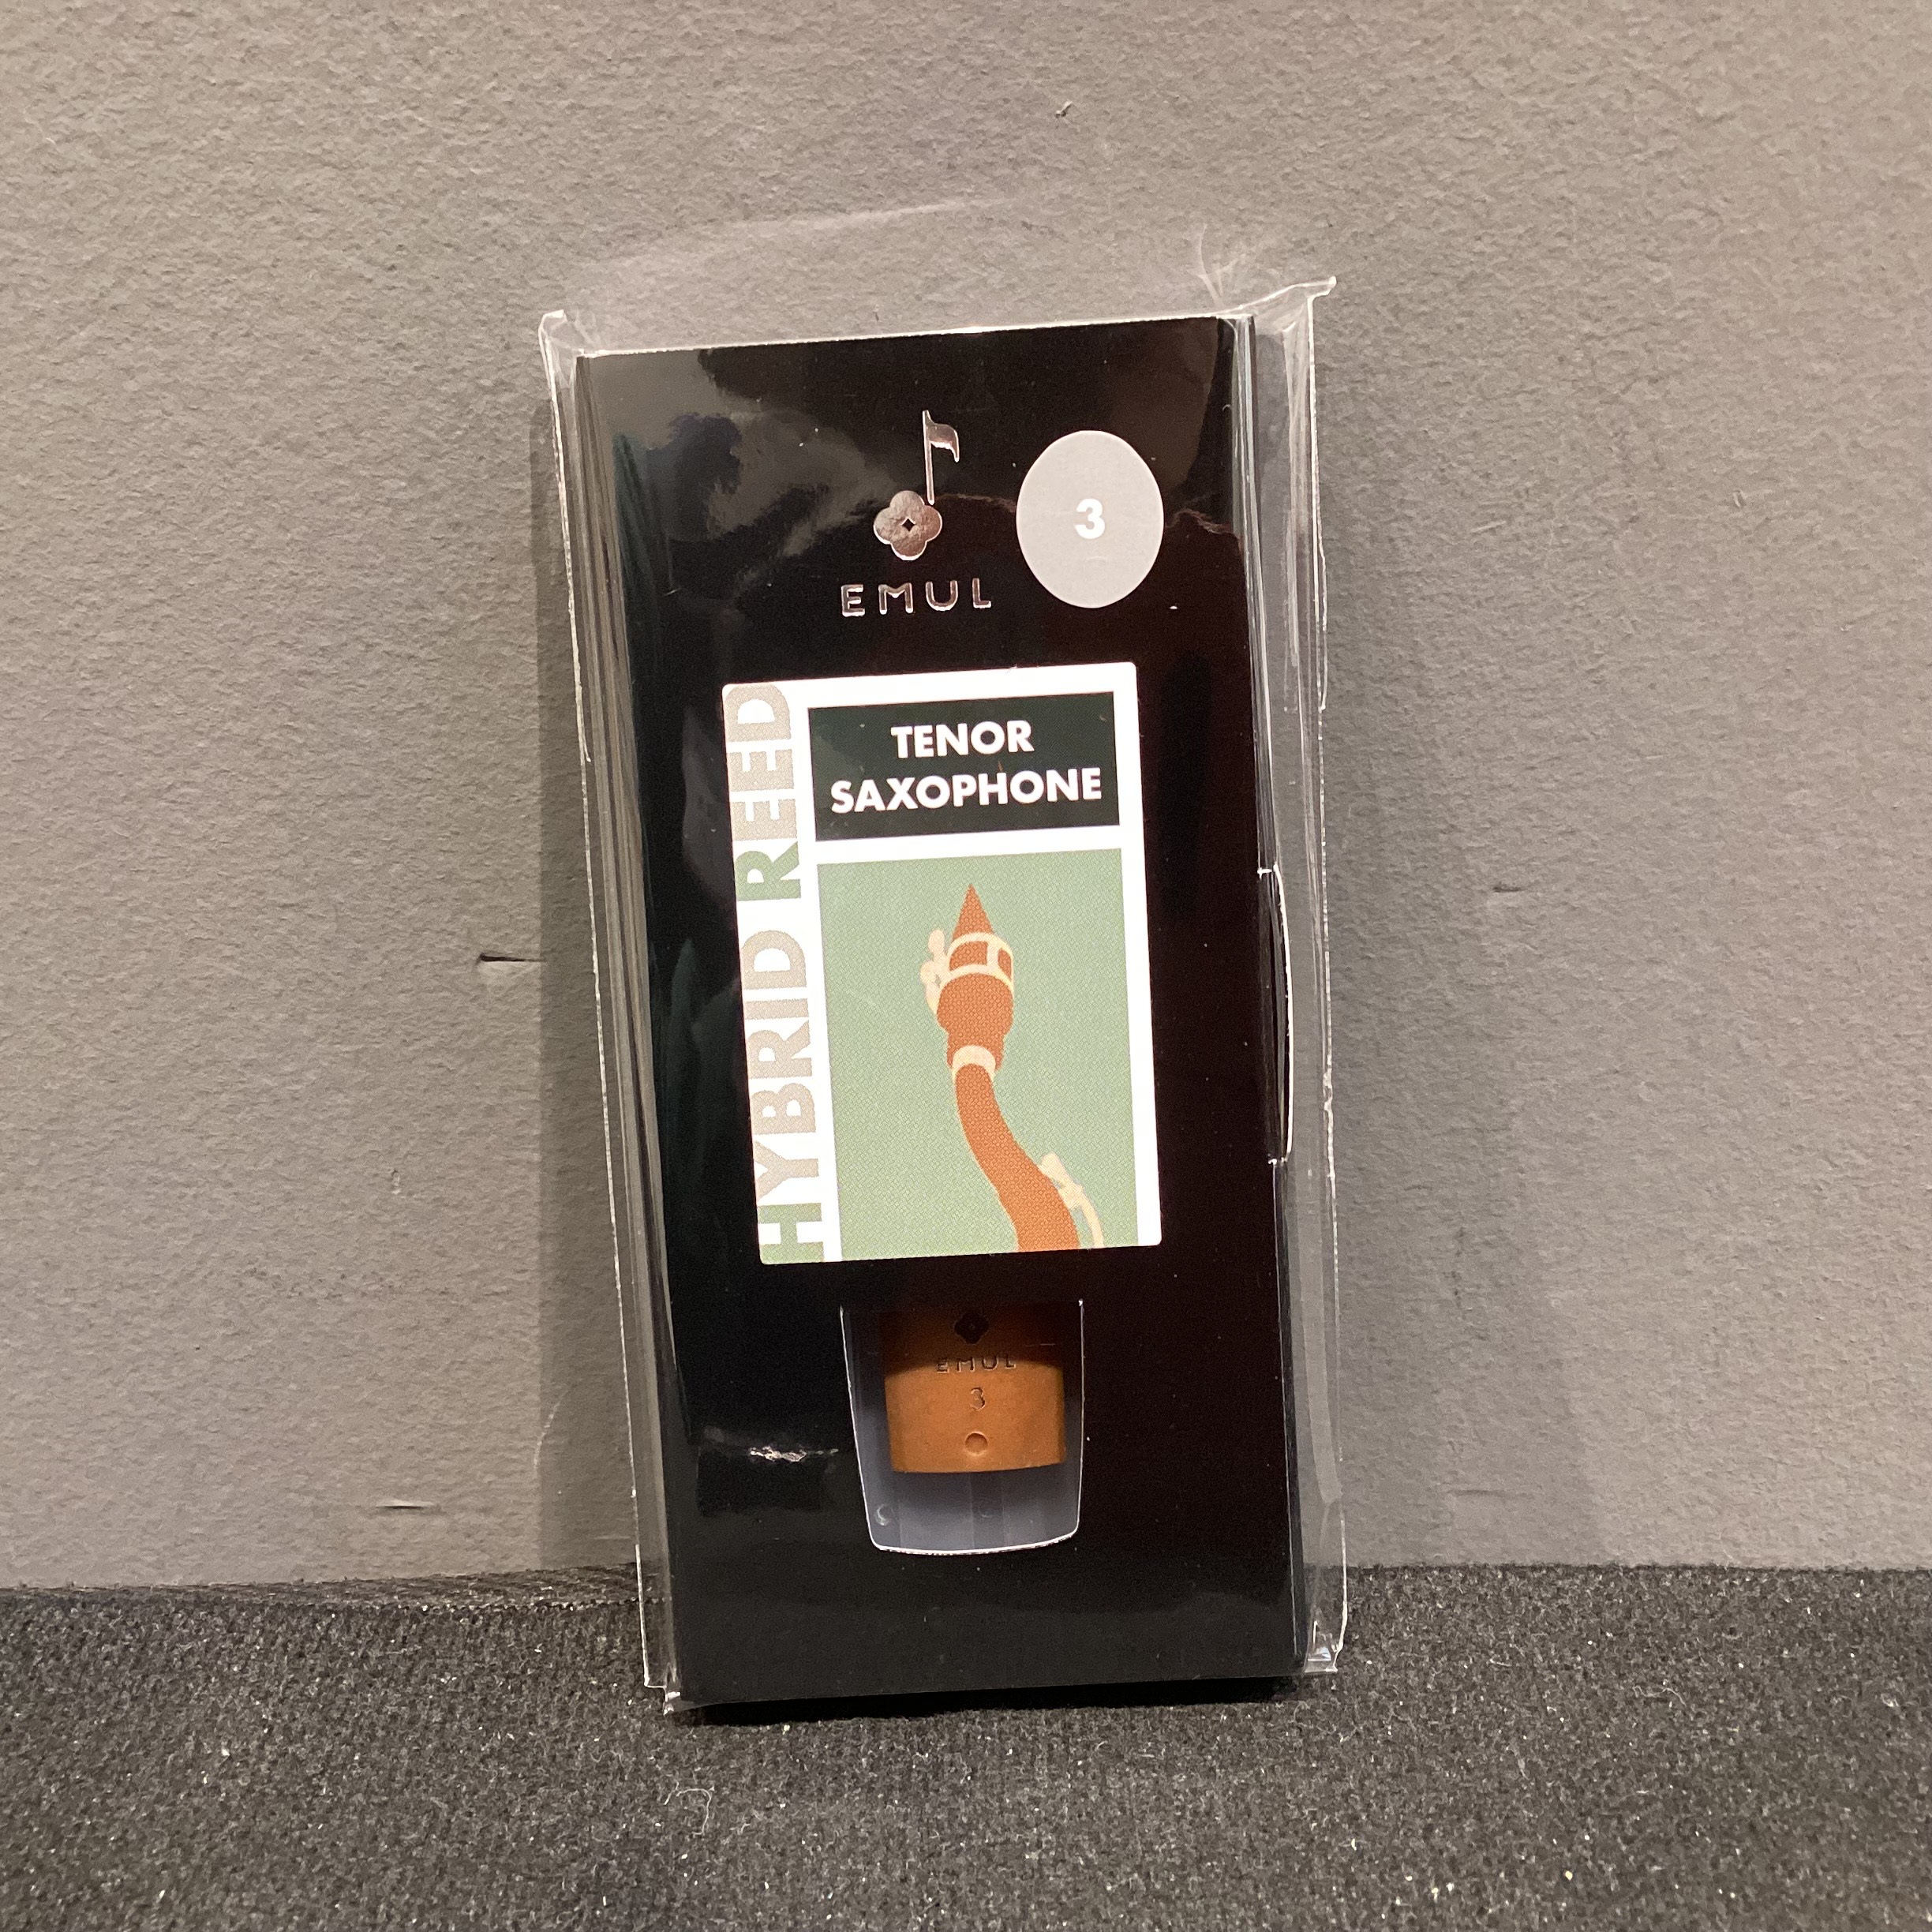 EMUL
3
TENOR
SAXOPHONE
HYBRID REED
EMUL
3